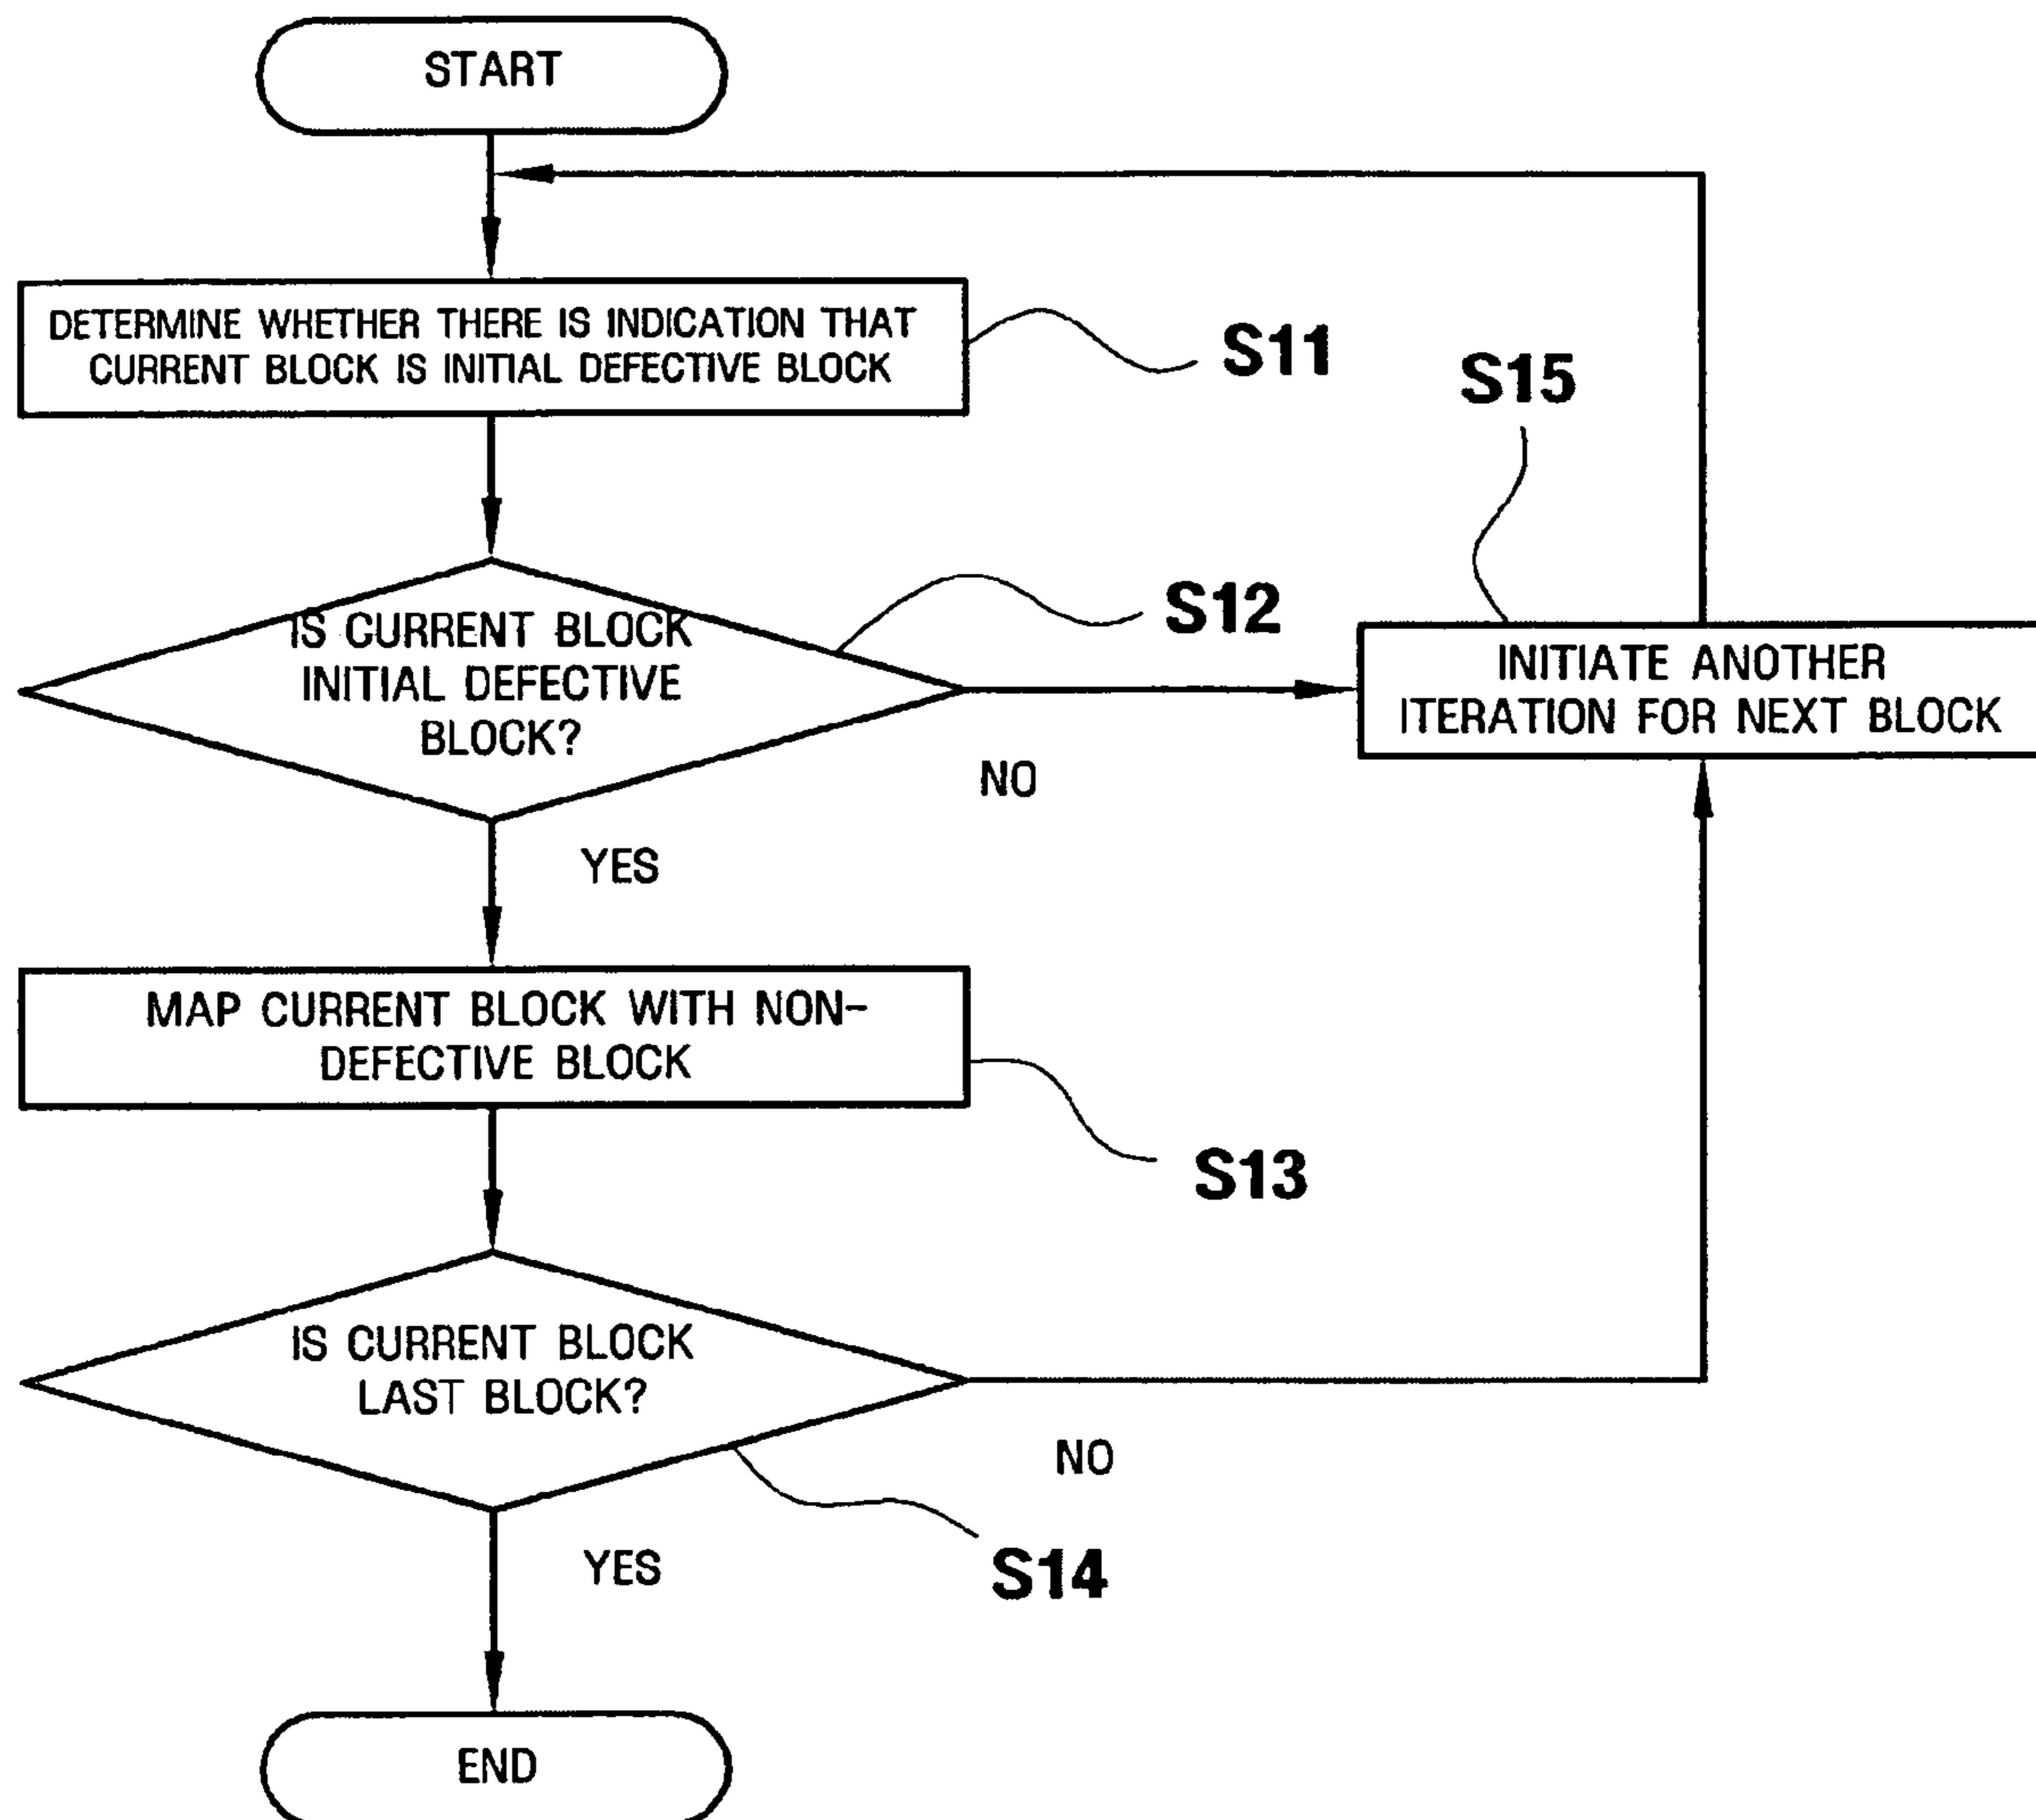 START
DETERMINE WHETHER THERE IS INDICATION THAT
CURRENT BLOCK IS INITIAL DEFECTIVE BLOCK
S11
S15
IS CURRENT BLOCK
INITIAL DEFECTIVE
BLOCK?
S12
INITIATE ANOTHER
ITERATION FOR NEXT BLOCK
NO
YES
MAP CURRENT BLOCK WITH NON-
DEFECTIVE BLOCK
S13
IS CURRENT BLOCK
LAST BLOCK?
NO
YES
S14
END